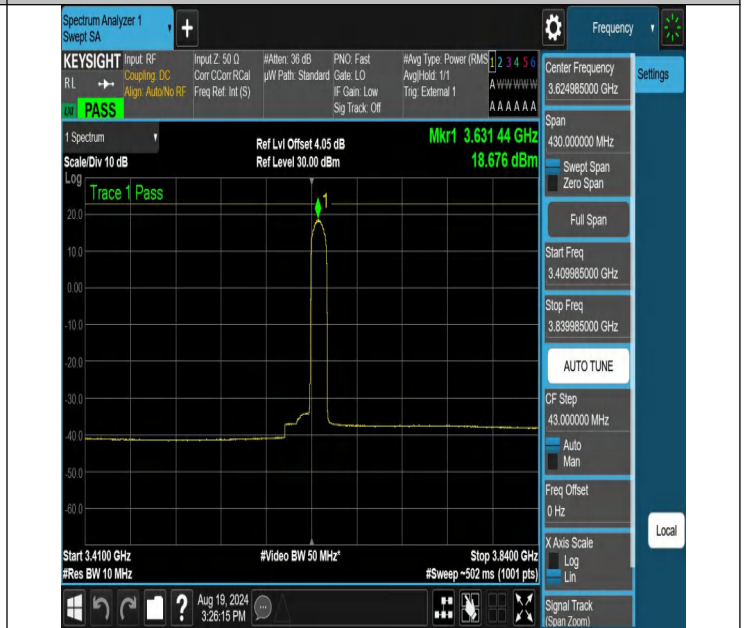 Spectrum Analyzer 1
Swept SA
+
Frequency
KEYSIGHT
RL
PASS
Input: RF
Coupling: DC
Align: Auto/No RF
Input Z: 50 Ω
Corr CCorr RCal
Freq Ref: Int (S)
#Atten: 36 dB
µW Path: Standard
PNO: Fast
Gate: LO
IF Gain: Low
Sig Track: Off
#Avg Type: Power (RMS
Avg|Hold: 1/1
Trig: External 1
1 2 3 4 5 6
A W W W W W
A A A A A A
1 Spectrum
Scale/Div 10 dB
Ref Lvl Offset 4.05 dB
Ref Level 30.00 dBm
Mkr1 3.631 44 GHz
18.676 dBm
Log
Trace 1 Pass
1
20.0
10.0
0.00
-10.0
-20.0
-30.0
-40.0
-50.0
-60.0
Start 3.4100 GHz
#Res BW 10 MHz
#Video BW 50 MHz*
Stop 3.8400 GHz
#Sweep ~502 ms (1001 pts)
?
Aug 19, 2024
3:26:15 PM
Center Frequency
3.624985000 GHz
Settings
Span
430.000000 MHz
Swept Span
Zero Span
Full Span
Start Freq
3.409985000 GHz
Stop Freq
3.839985000 GHz
AUTO TUNE
CF Step
43.000000 MHz
Auto
Man
Freq Offset
0 Hz
Local
X Axis Scale
Log
Lin
Signal Track
(Span Zoom)